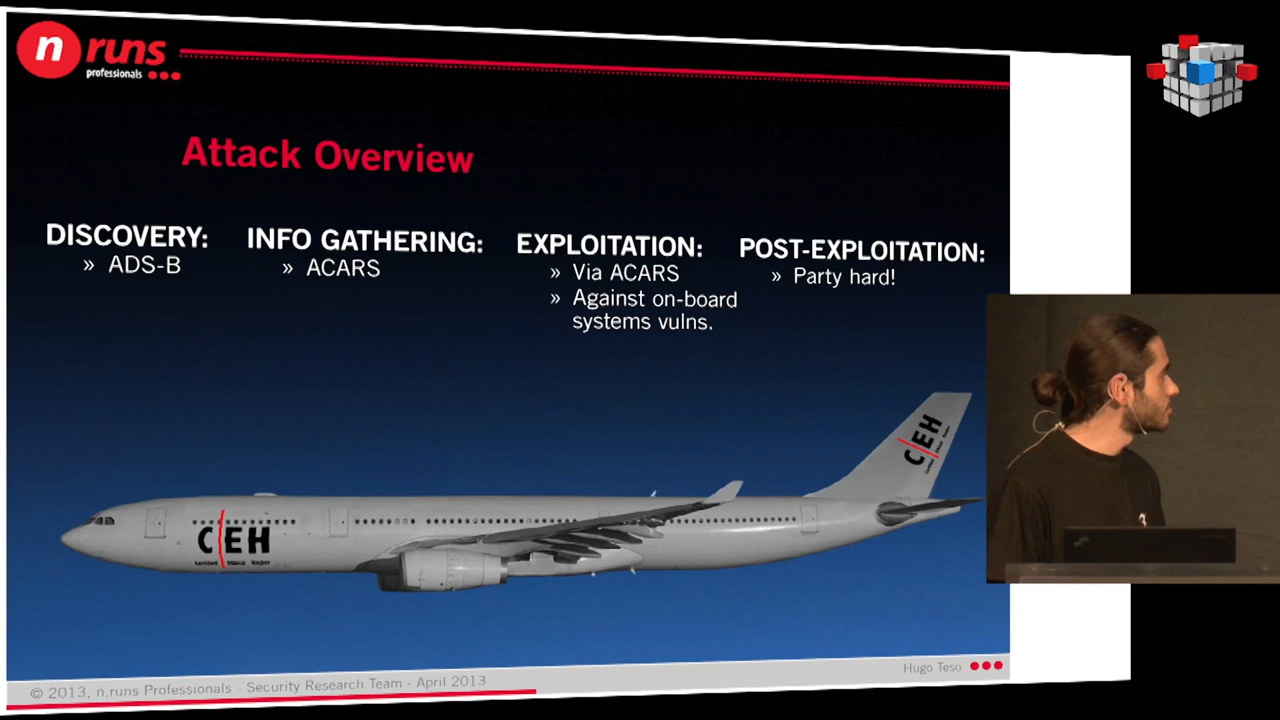 n runs
professionals
Attack Overview
DISCOVERY:
» ADS-B
INFO GATHERING:
» ACARS
EXPLOITATION:
» Via ACARS
» Against on-board
systems vulns.
POST-EXPLOITATION:
» Party hard!
CEH
CEH
Hugo Teso
© 2013, n.runs Professionals - Security Research Team - April 2013